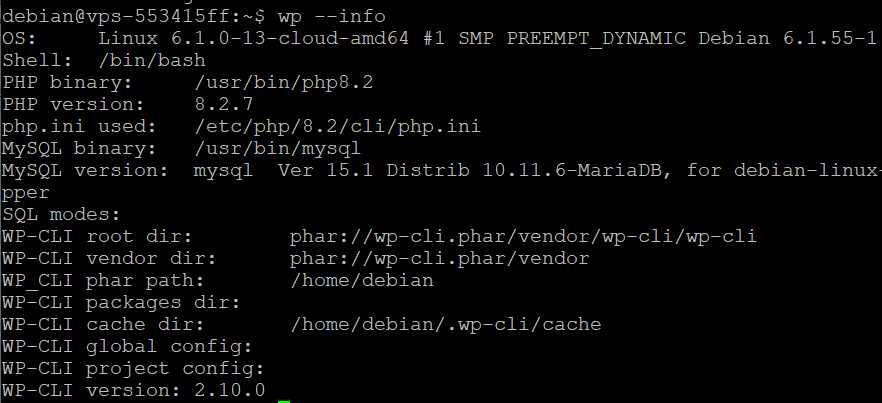 debian@vps-553415ff:~$ wp --info
OS:     Linux 6.1.0-13-cloud-amd64 #1 SMP PREEMPT_DYNAMIC Debian 6.1.55-1
Shell:  /bin/bash
PHP binary:     /usr/bin/php8.2
PHP version:    8.2.7
php.ini used:   /etc/php/8.2/cli/php.ini
MySQL binary:   /usr/bin/mysql
MySQL version:  mysql  Ver 15.1 Distrib 10.11.6-MariaDB, for debian-linux-
pper
SQL modes:
WP-CLI root dir:        phar://wp-cli.phar/vendor/wp-cli/wp-cli
WP-CLI vendor dir:      phar://wp-cli.phar/vendor
WP_CLI phar path:       /home/debian
WP-CLI packages dir:
WP-CLI cache dir:       /home/debian/.wp-cli/cache
WP-CLI global config:
WP-CLI project config:
WP-CLI version: 2.10.0